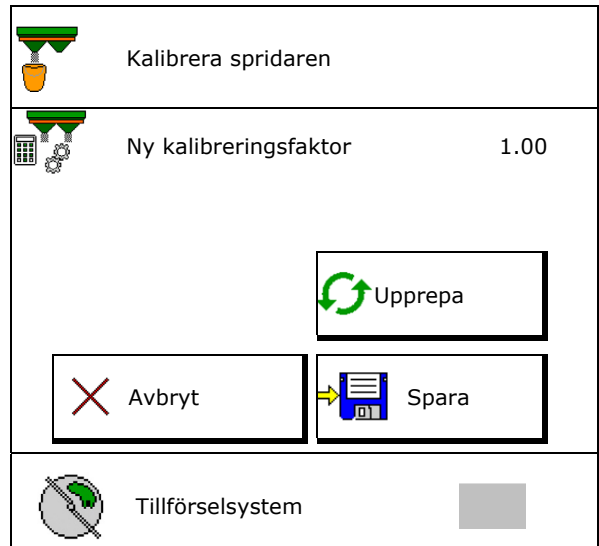 Kalibrera spridaren
Ny kalibreringsfaktor 1.00
Upprepa
Avbryt
Spara
Tillförselsystem